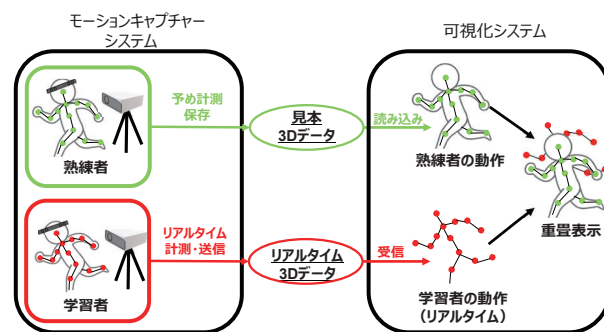 モーションキャプチャー
システム
可視化システム
予め計測
保存
見本
3Dデータ
読み込み
熟練者
熟練者の動作
重畳表示
リアルタイム
計測・送信
リアルタイム
3Dデータ
受信
学習者
学習者の動作
(リアルタイム)